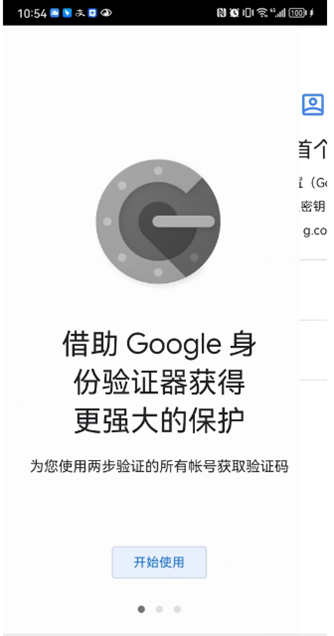 10:54
100
首个
置（Go
密钥
g.co
借助 Google 身
份验证器获得
更强大的保护
为您使用两步验证的所有帐号获取验证码
开始使用